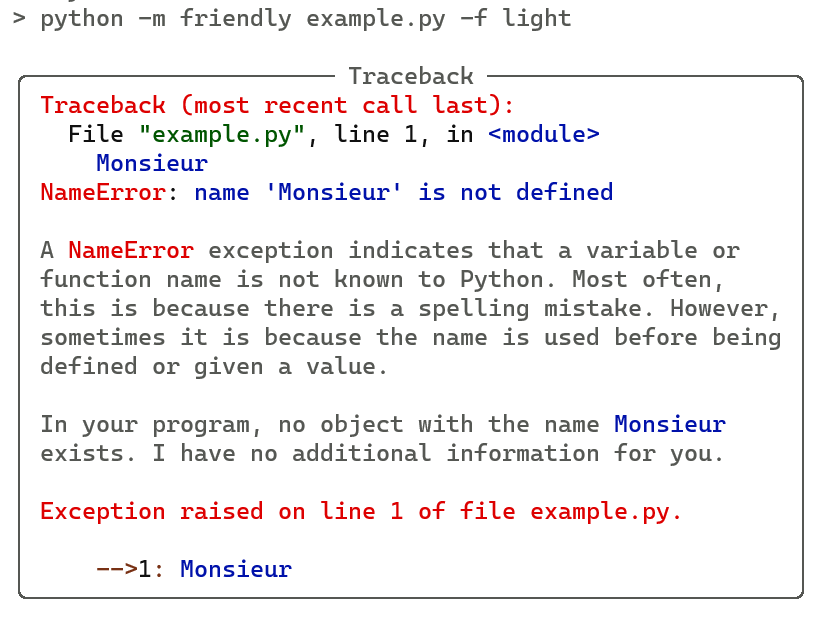 > python -m friendly example.py -f light
Traceback
Traceback (most recent call last):
File "example.py", line 1, in <module>
Monsieur
NameError: name 'Monsieur' is not defined
A NameError exception indicates that a variable or
function name is not known to Python. Most often,
this is because there is a spelling mistake. However,
sometimes it is because the name is used before being
defined or given a value.
In your program, no object with the name Monsieur
exists. I have no additional information for you.
Exception raised on line 1 of file example.py.
-->1: Monsieur